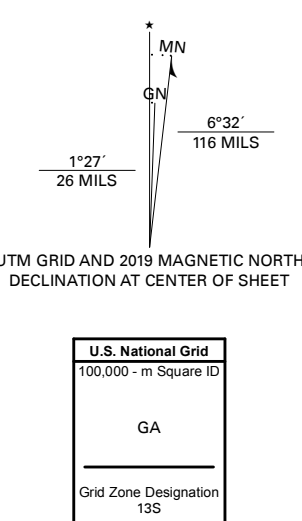 ★
MN
GN
6°32´
116 MILS
1°27´
26 MILS
UTM GRID AND 2019 MAGNETIC NORTH
DECLINATION AT CENTER OF SHEET
U.S. National Grid
100,000 - m Square ID
GA
Grid Zone Designation
13S